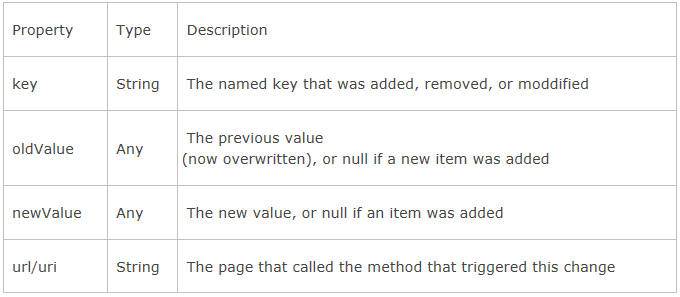 Property Type Description
key String The named key that was added, removed, or moddified
oldValue Any The previous value
(now overwritten), or null if a new item was added
newValue Any The new value, or null if an item was added
url/uri String The page that called the method that triggered this change